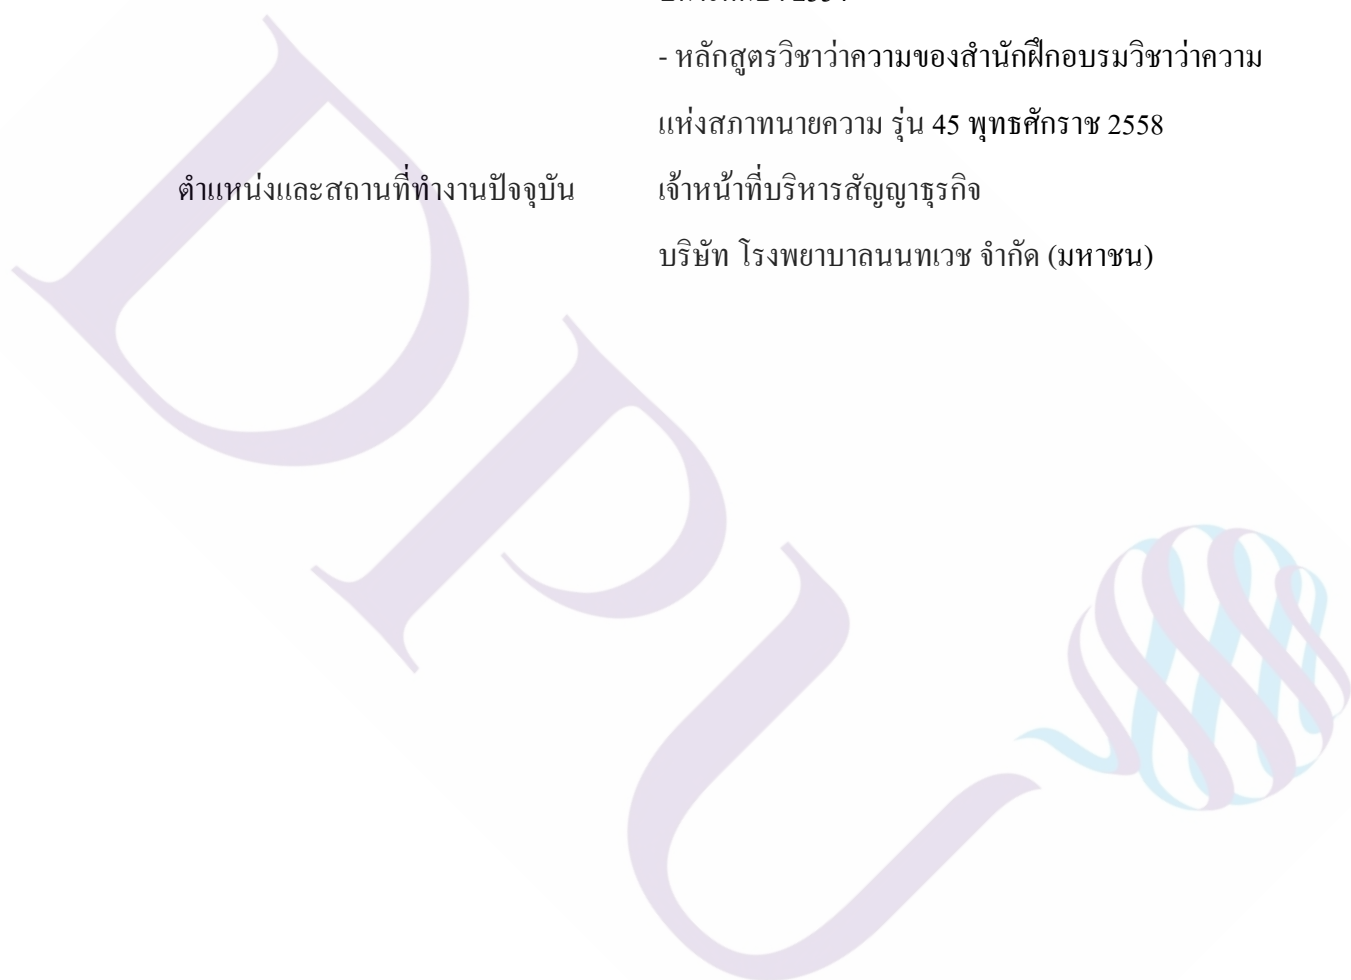 - หลักสูตรวิชาว่าความของสำนักฝึกอบรมวิชาว่าความ
แห่งสภาทนายความ รุ่น 45 พุทธศักราช 2558
ตำแหน่งและสถานที่ทำงานปัจจุบัน เจ้าหน้าที่บริหารสัญญาธุรกิจ
บริษัท โรงพยาบาลนนทเวช จำกัด (มหาชน)
DPU